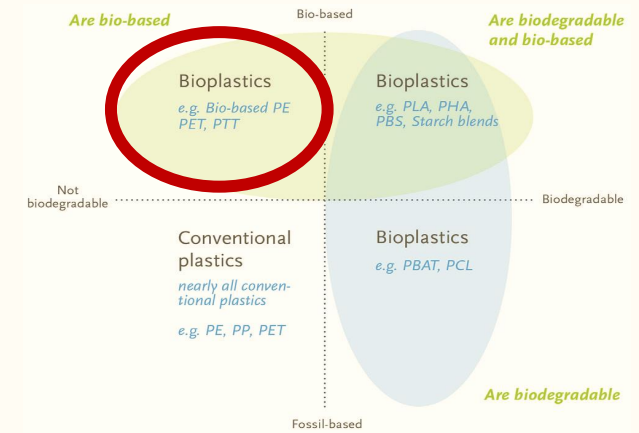 Bio-based
Are bio-based
Are biodegradable
and bio-based
Bioplastics
e.g. Bio-based PE
PET, PTT
Bioplastics
e.g. PLA, PHA,
PBS, Starch blends
Not
biodegradable
Biodegradable
Conventional
plastics
nearly all conven-
tional plastics
e.g. PE, PP, PET
Bioplastics
e.g. PBAT, PCL
Are biodegradable
Fossil-based